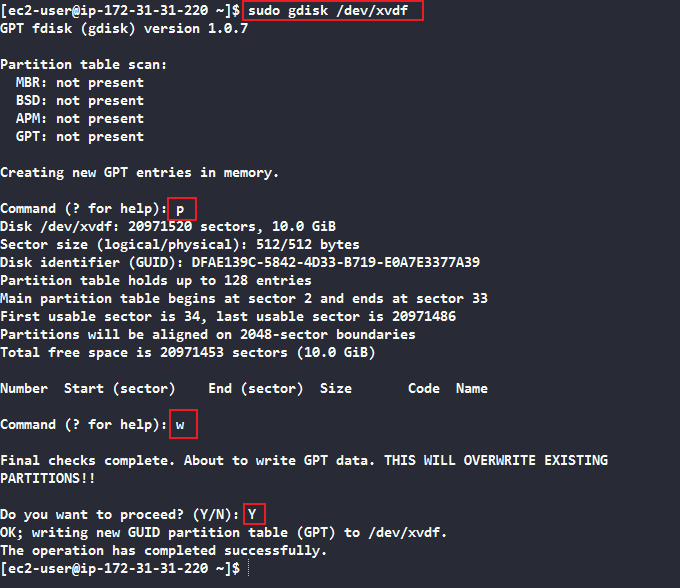 [ec2-user@ip-172-31-31-220 ~]$ sudo gdisk /dev/xvdf
GPT fdisk (gdisk) version 1.0.7
Partition table scan:
  MBR: not present
  BSD: not present
  APM: not present
  GPT: not present
Creating new GPT entries in memory.
Command (? for help): p
Disk /dev/xvdf: 20971520 sectors, 10.0 GiB
Sector size (logical/physical): 512/512 bytes
Disk identifier (GUID): DFAE139C-5842-4D33-B719-E0A7E3377A39
Partition table holds up to 128 entries
Main partition table begins at sector 2 and ends at sector 33
First usable sector is 34, last usable sector is 20971486
Partitions will be aligned on 2048-sector boundaries
Total free space is 20971453 sectors (10.0 GiB)
Number  Start (sector)    End (sector)  Size       Code  Name
Command (? for help): w
Final checks complete. About to write GPT data. THIS WILL OVERWRITE EXISTING
PARTITIONS!!
Do you want to proceed? (Y/N): Y
OK; writing new GUID partition table (GPT) to /dev/xvdf.
The operation has completed successfully.
[ec2-user@ip-172-31-31-220 ~]$